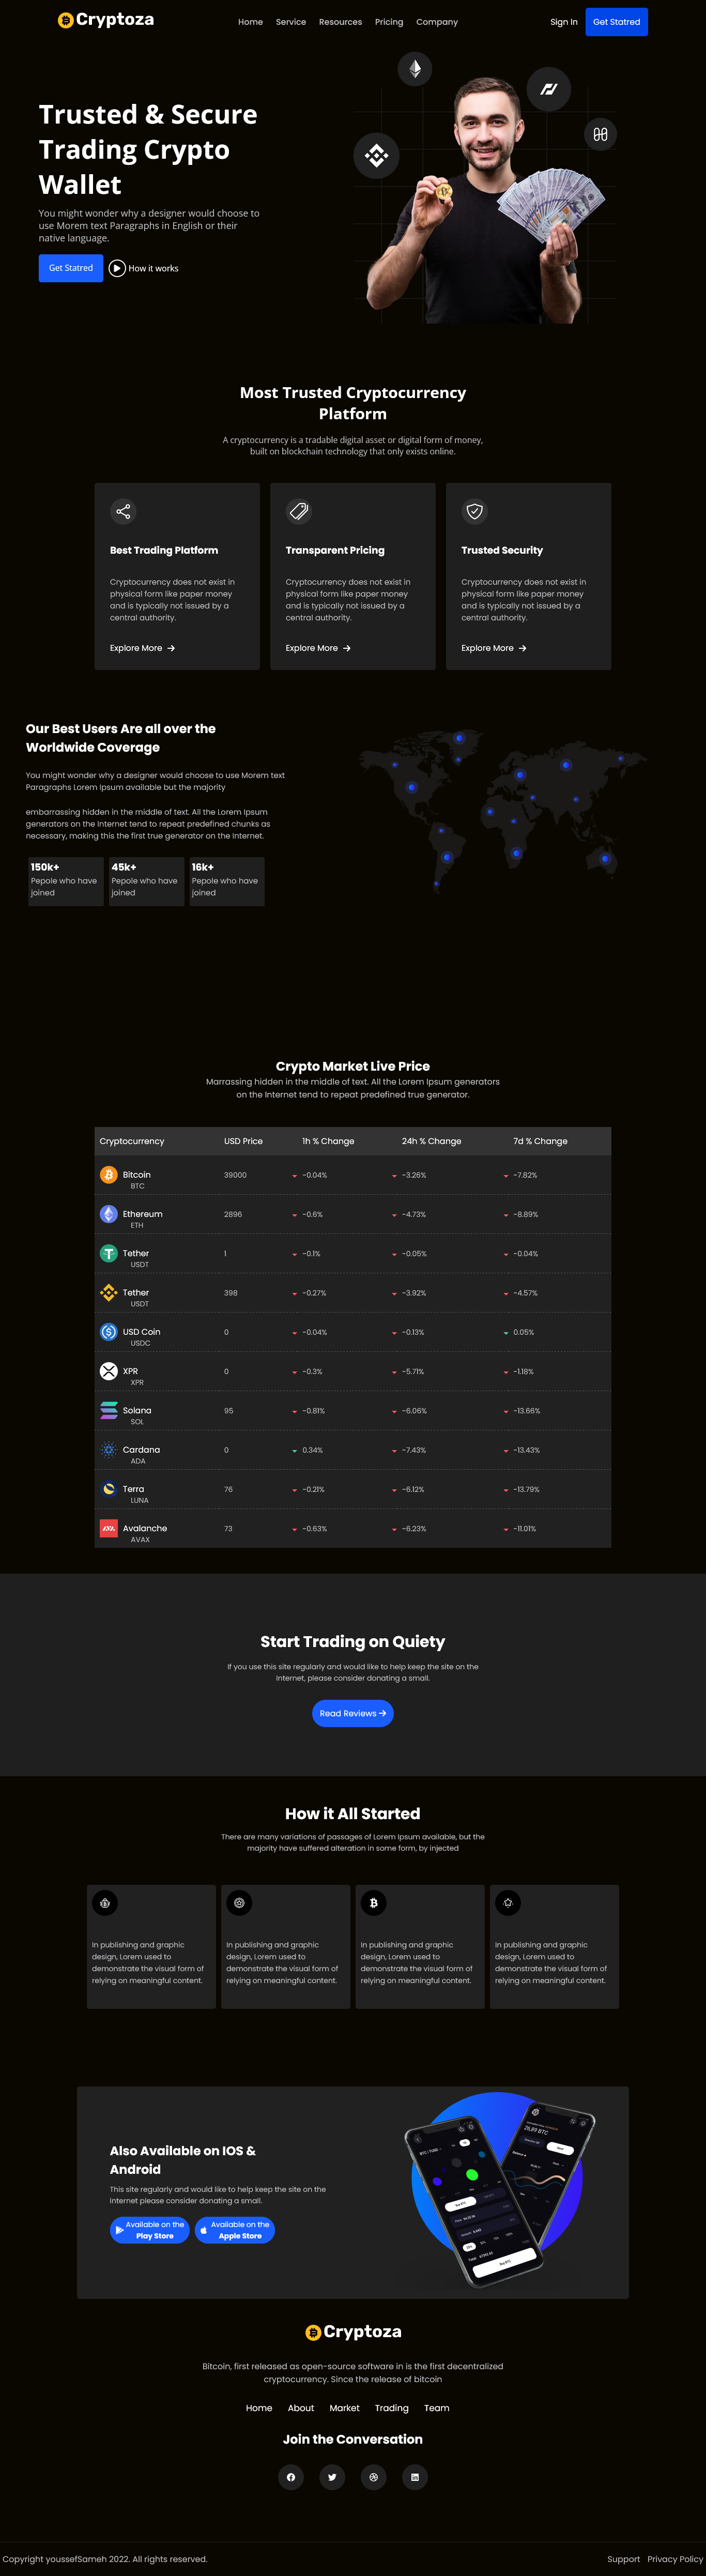 Cryptoza
Home Service Resources Pricing Company
Sign In Get Statred
Trusted & Secure
Trading Crypto
Wallet
You might wonder why a designer would choose to
use Morem text Paragraphs in English or their
native language.
Get Statred How it works
Most Trusted Cryptocurrency
Platform
A cryptocurrency is a tradable digital asset or digital form of money,
built on blockchain technology that only exists online.
Best Trading Platform
Cryptocurrency does not exist in
physical form like paper money
and is typically not issued by a
central authority.
Explore More
Transparent Pricing
Cryptocurrency does not exist in
physical form like paper money
and is typically not issued by a
central authority.
Explore More
Trusted Security
Cryptocurrency does not exist in
physical form like paper money
and is typically not issued by a
central authority.
Explore More
Our Best Users Are all over the
Worldwide Coverage
You might wonder why a designer would choose to use Morem text
Paragraphs Lorem Ipsum available but the majority
embarrassing hidden in the middle of text. All the Lorem Ipsum
generators on the Internet tend to repeat predefined chunks as
necessary, making this the first true generator on the Internet.
150k+
Pepole who have
joined
45k+
Pepole who have
joined
16k+
Pepole who have
joined
Crypto Market Live Price
Marrassing hidden in the middle of text. All the Lorem Ipsum generators
on the Internet tend to repeat predefined true generator.
Cryptocurrency USD Price 1h % Change 24h % Change 7d % Change
Bitcoin 39000 -0.04% -3.26% -7.82%
BTC
Ethereum 2896 -0.6% -4.73% -8.89%
ETH
Tether 1 -0.1% -0.05% -0.04%
USDT
Tether 398 -0.27% -3.92% -4.57%
USDT
USD Coin 0 -0.04% -0.13% 0.05%
USDC
XPR 0 -0.3% -5.71% -1.18%
XPR
Solana 95 -0.81% -6.06% -13.66%
SOL
Cardana 0 0.34% -7.43% -13.43%
ADA
Terra 76 -0.21% -6.12% -13.79%
LUNA
Avalanche 73 -0.63% -6.23% -11.01%
AVAX
Start Trading on Quiety
If you use this site regularly and would like to help keep the site on the
Internet, please consider donating a small.
Read Reviews
How it All Started
There are many variations of passages of Lorem Ipsum available, but the
majority have suffered alteration in some form, by injected
In publishing and graphic
design, Lorem used to
demonstrate the visual form of
relying on meaningful content.
In publishing and graphic
design, Lorem used to
demonstrate the visual form of
relying on meaningful content.
In publishing and graphic
design, Lorem used to
demonstrate the visual form of
relying on meaningful content.
In publishing and graphic
design, Lorem used to
demonstrate the visual form of
relying on meaningful content.
Also Available on IOS &
Android
This site regularly and would like to help keep the site on the
Internet please consider donating a small.
Available on the
Play Store
Available on the
Apple Store
Cryptoza
Bitcoin, first released as open-source software in is the first decentralized
cryptocurrency. Since the release of bitcoin
Home About Market Trading Team
Join the Conversation
Copyright youssefSameh 2022. All rights reserved.
Support Privacy Policy